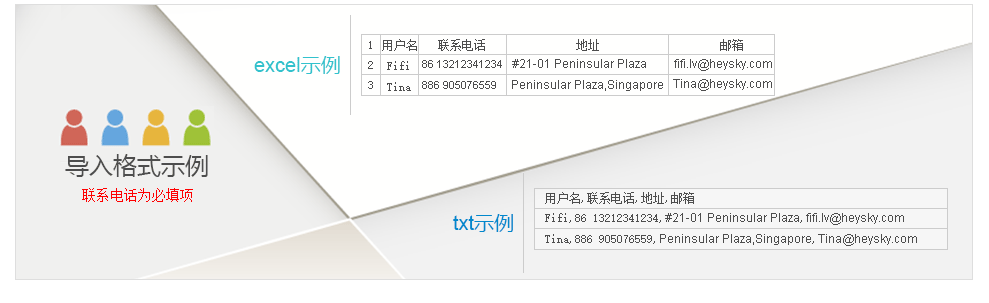 导入格式示例
联系电话为必填项
excel示例
1 用户名 联系电话 地址 邮箱
2 Fifi 86 13212341234 #21-01 Peninsular Plaza fifi.lv@heysky.com
3 Tina 886 905076559 Peninsular Plaza,Singapore Tina@heysky.com
txt示例
用户名,联系电话,地址,邮箱
Fifi,86 13212341234, #21-01 Peninsular Plaza, fifi.lv@heysky.com
Tina,886 905076559, Peninsular Plaza,Singapore, Tina@heysky.com